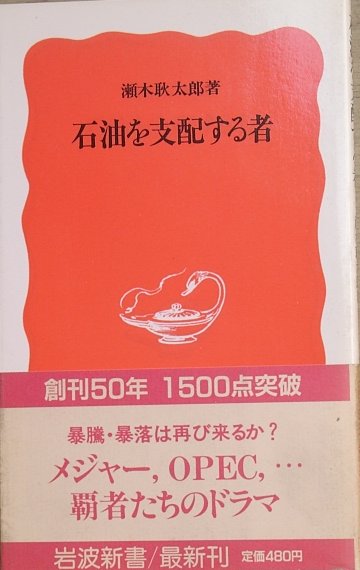 瀬木耿太郎著
石油を支配する者
創刊50年 1500点突破
暴騰・暴落は再び来るか?
メジャー, OPEC, …
覇者たちのドラマ
岩波新書/最新刊 定価480円